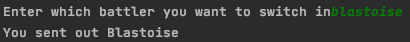 Enter which battler you want to switch inblastoise
You sent out Blastoise